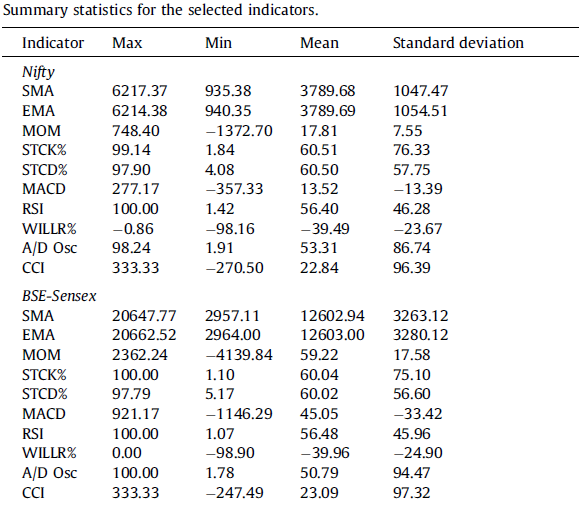 Summary statistics for the selected indicators.
Indicator Max Min Mean Standard deviation
Nifty
SMA 6217.37 935.38 3789.68 1047.47
EMA 6214.38 940.35 3789.69 1054.51
MOM 748.40 −1372.70 17.81 7.55
STCK% 99.14 1.84 60.51 76.33
STCD% 97.90 4.08 60.50 57.75
MACD 277.17 −357.33 13.52 −13.39
RSI 100.00 1.42 56.40 46.28
WILLR% −0.86 −98.16 −39.49 −23.67
A/D Osc 98.24 1.91 53.31 86.74
CCI 333.33 −270.50 22.84 96.39
BSE-Sensex
SMA 20647.77 2957.11 12602.94 3263.12
EMA 20662.52 2964.00 12603.00 3280.12
MOM 2362.24 −4139.84 59.22 17.58
STCK% 100.00 1.10 60.04 75.10
STCD% 97.79 5.17 60.02 56.60
MACD 921.17 −1146.29 45.05 −33.42
RSI 100.00 1.07 56.48 45.96
WILLR% 0.00 −98.90 −39.96 −24.90
A/D Osc 100.00 1.78 50.79 94.47
CCI 333.33 −247.49 23.09 97.32